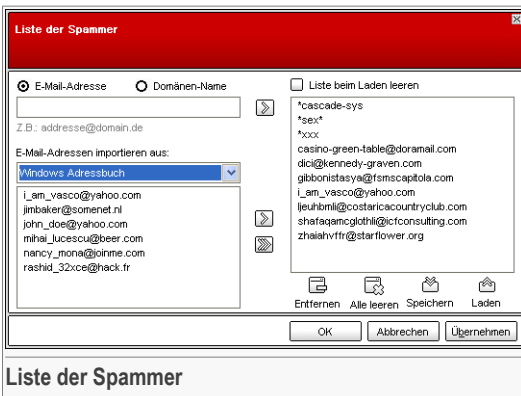 Liste der Spammer
E-Mail-Adresse
Domänen-Name
Z.B.: addresse@domain.de
E-Mail-Adressen importieren aus:
Windows Adressbuch
i_am_vasco@yahoo.com
jimbaker@somenet.nl
john_doe@yahoo.com
mihai_lucescu@beer.com
nancy_mona@joinme.com
rashid_32xce@hack.fr
Liste beim Laden leeren
*cascade-sys
*sex*
*xxx
casino-green-table@doramail.com
dici@kennedy-graven.com
gibbonistasya@fsmscapitola.com
i_am_vasco@yahoo.com
ljeuhbmli@costaricacountryclub.com
shafaqamcglothli@icfconsulting.com
zhaiahvffr@starflower.org
Entfernen
Alle leeren
Speichern
Laden
OK
Abbrechen
Übernehmen
Liste der Spammer